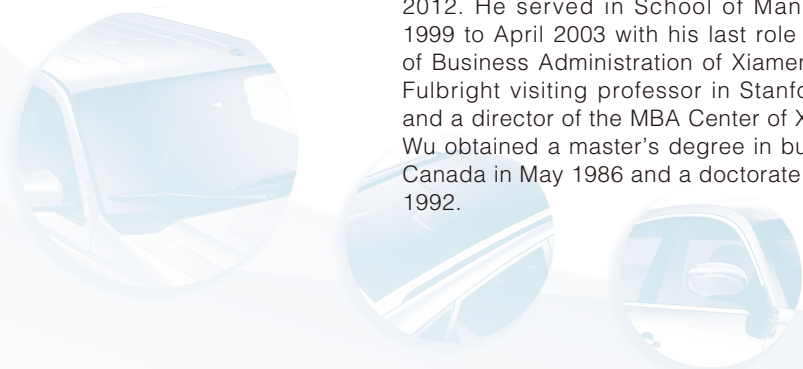 2012. He served in School of Man
1999 to April 2003 with his last role
of Business Administration of Xiamen
Fulbright visiting professor in Stanfo
and a director of the MBA Center of X
Wu obtained a master’s degree in bu
Canada in May 1986 and a doctorate
1992.